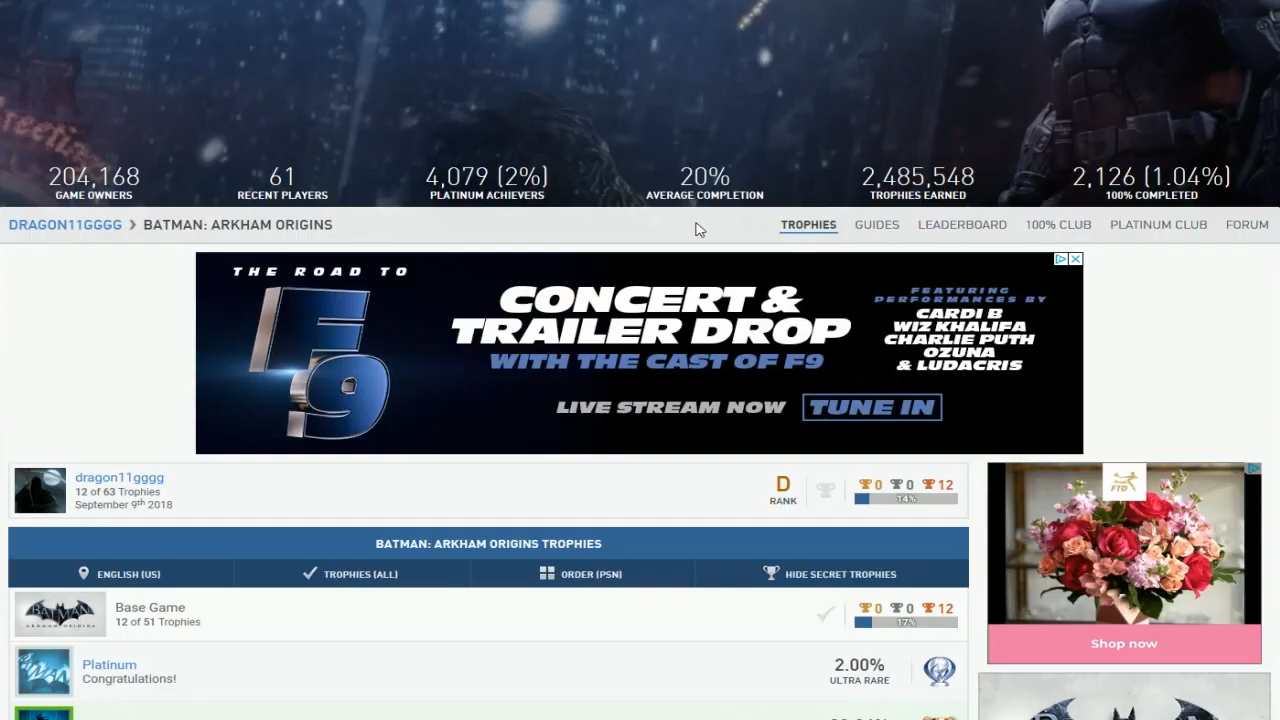 204,168
GAME OWNERS
61
RECENT PLAYERS
4,079 (2%)
PLATINUM ACHIEVERS
20%
AVERAGE COMPLETION
2,485,548
TROPHIES EARNED
2,126 (1.04%)
100% COMPLETED
DRAGON11GGGG > BATMAN: ARKHAM ORIGINS
TROPHIES GUIDES LEADERBOARD 100% CLUB PLATINUM CLUB FORUM
THE ROAD TO
F9
CONCERT &
TRAILER DROP
WITH THE CAST OF F9
LIVE STREAM NOW TUNE IN
FEATURING
PERFORMANCES BY
CARDI B
WIZ KHALIFA
CHARLIE PUTH
OZUNA
& LUDACRIS
dragon11gggg
12 of 63 Trophies
September 9th 2018
D
RANK
0 0 12
14%
FTD
Shop now
BATMAN: ARKHAM ORIGINS TROPHIES
ENGLISH (US) TROPHIES (ALL) ORDER (PSN) HIDE SECRET TROPHIES
BATMAN
ARKHAM ORIGINS
Base Game
12 of 51 Trophies
0 0 12
17%
Platinum
Congratulations!
2.00%
ULTRA RARE